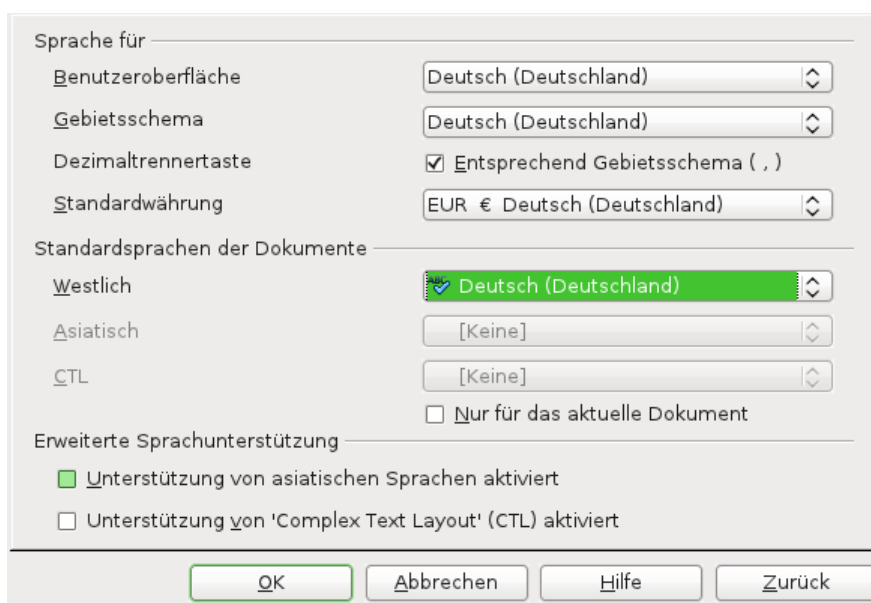 Sprache für
Benutzeroberfläche Deutsch (Deutschland)
Gebietsschema Deutsch (Deutschland)
Dezimaltrennertaste Entsprechend Gebietsschema ( , )
Standardwährung EUR € Deutsch (Deutschland)
Standardsprachen der Dokumente
Westlich ABC Deutsch (Deutschland)
Asiatisch [Keine]
CTL [Keine]
Nur für das aktuelle Dokument
Erweiterte Sprachunterstützung
Unterstützung von asiatischen Sprachen aktiviert
Unterstützung von 'Complex Text Layout' (CTL) aktiviert
OK Abbrechen Hilfe Zurück